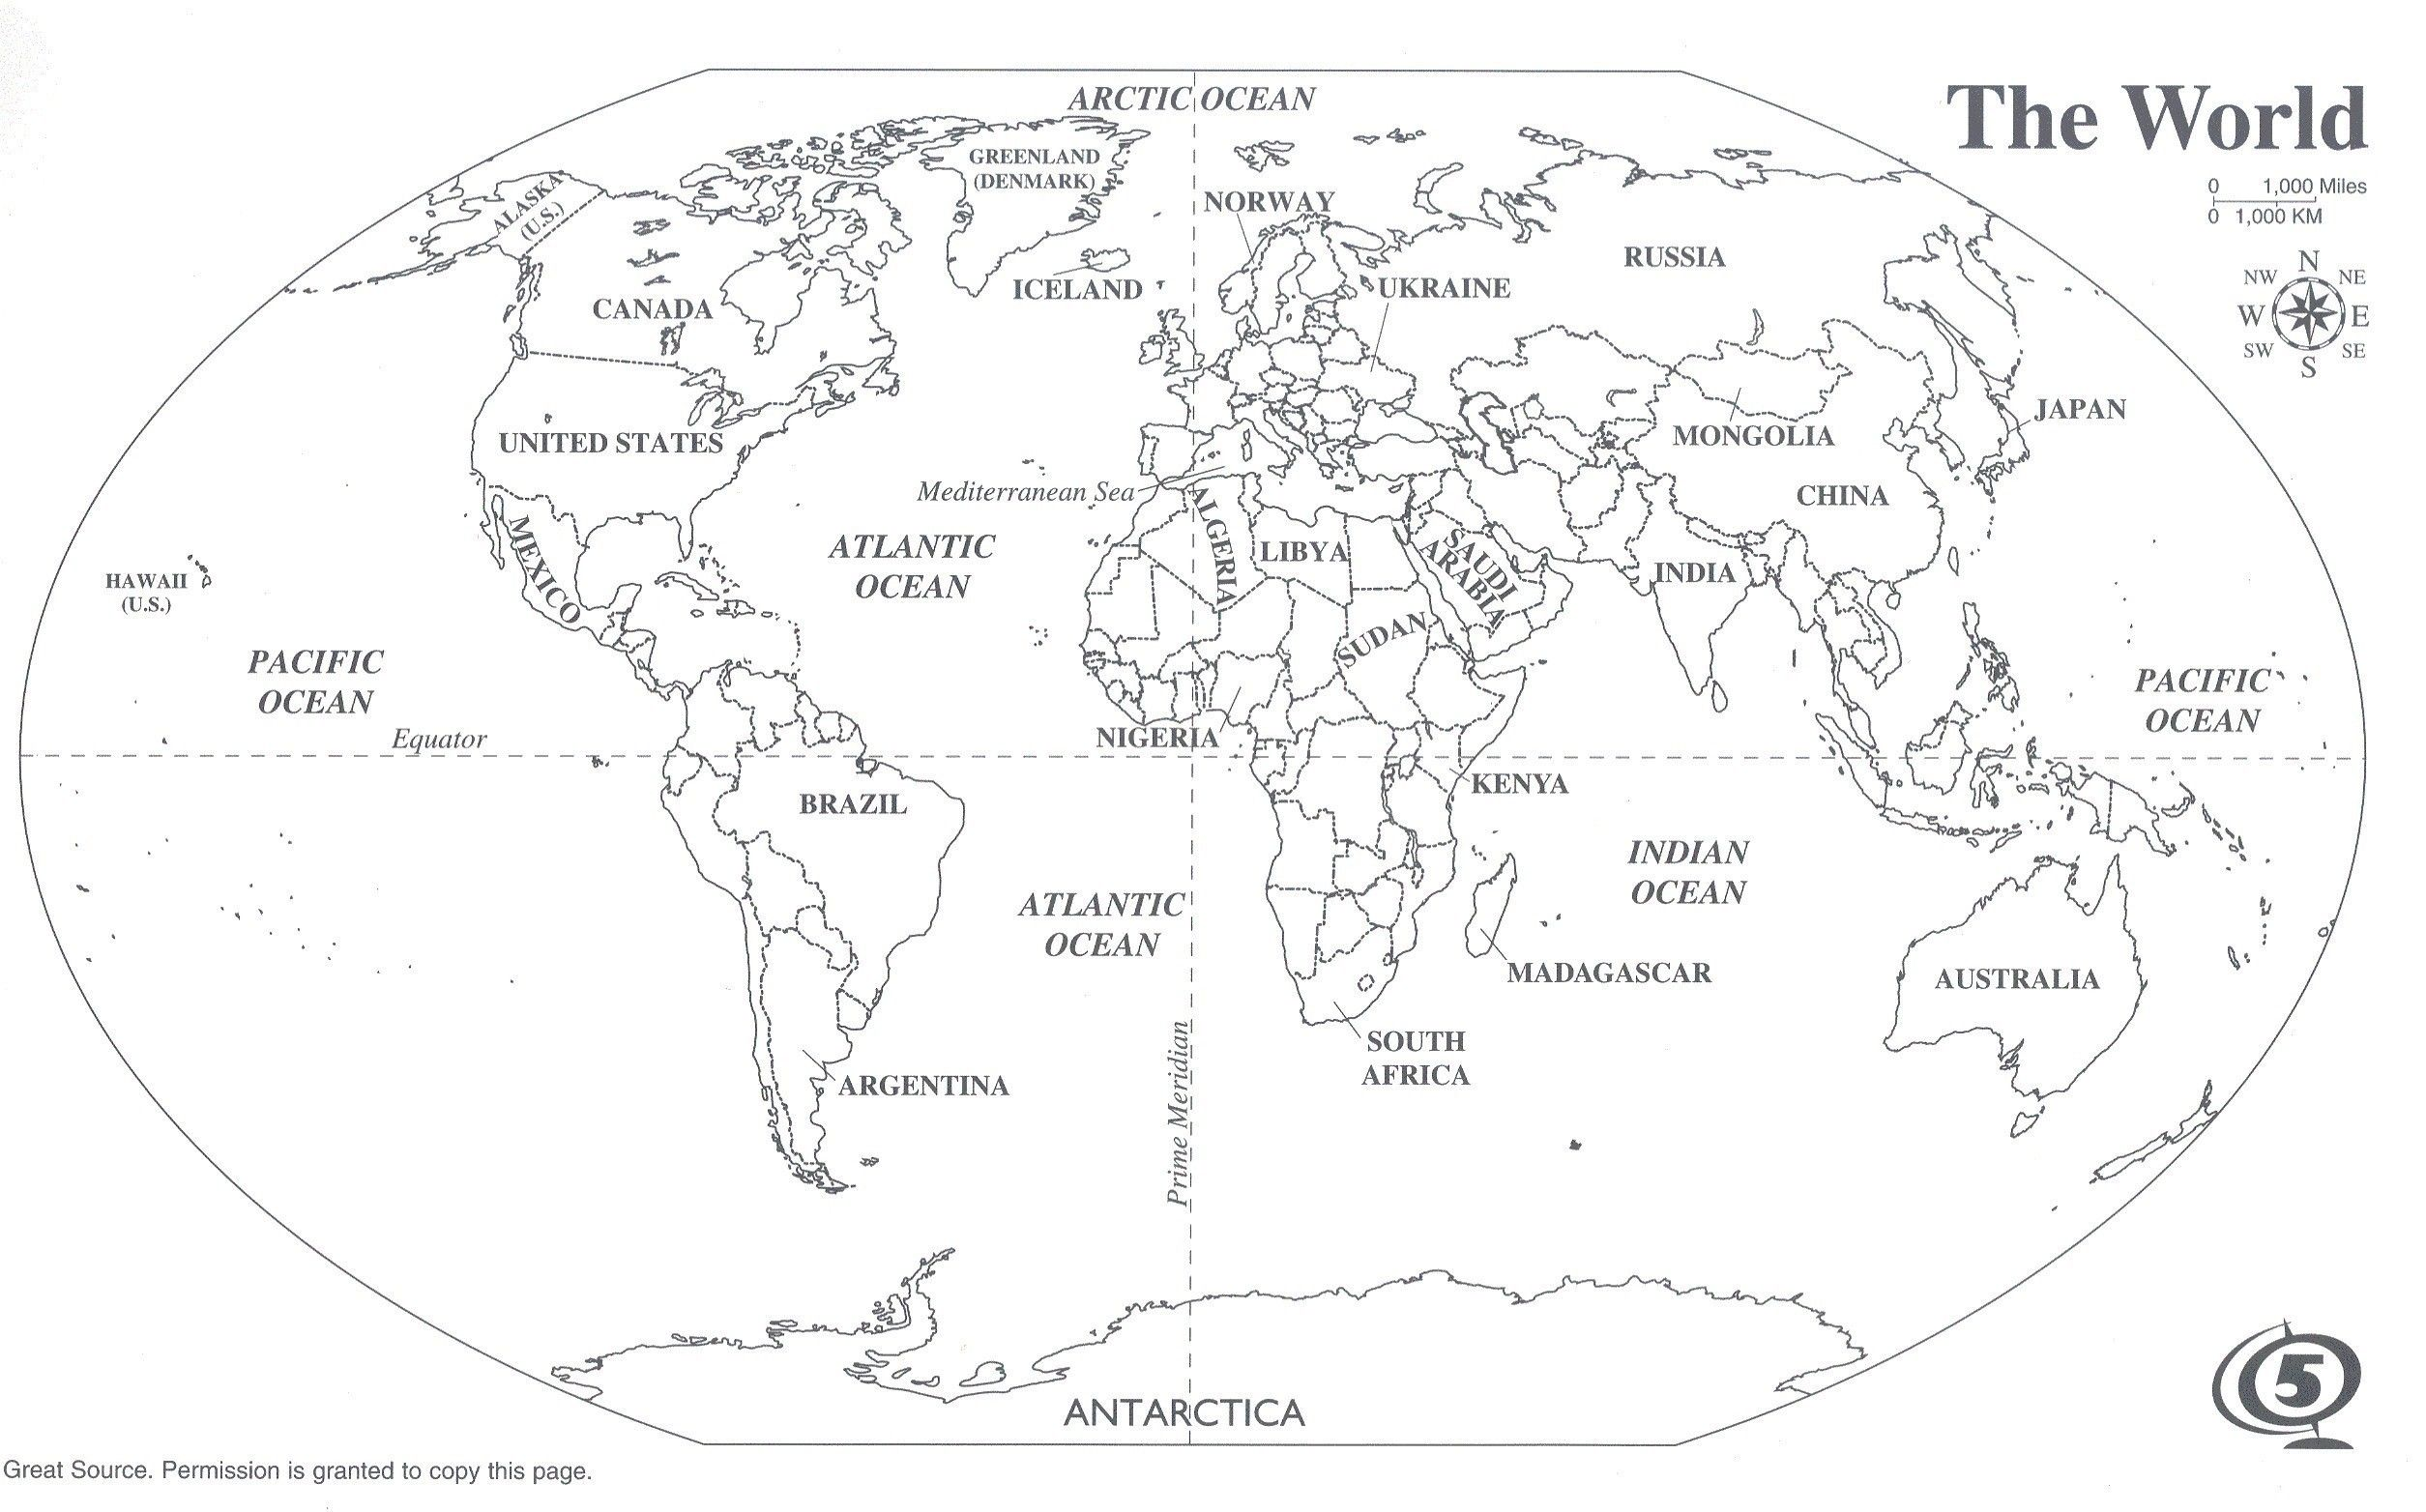 The World
ARCTIC OCEAN
GREENLAND
(DENMARK)
0 1,000 Miles
0 1,000 KM
ALASKA
(U.S.)
NORWAY
RUSSIA
N
NW NE
W E
SW SE
S
ICELAND
UKRAINE
CANADA
JAPAN
MONGOLIA
UNITED STATES
Mediterranean Sea
CHINA
ALGERIA
MEXICO
ATLANTIC
OCEAN
LIBYA
SAUDI
ARABIA
INDIA
HAWAII
(U.S.)
SUDAN
PACIFIC
OCEAN
PACIFIC
OCEAN
Equator
NIGERIA
KENYA
BRAZIL
INDIAN
OCEAN
ATLANTIC
OCEAN
MADAGASCAR
AUSTRALIA
Prime Meridian
SOUTH
AFRICA
ARGENTINA
ANTARCTICA
5
Great Source. Permission is granted to copy this page.